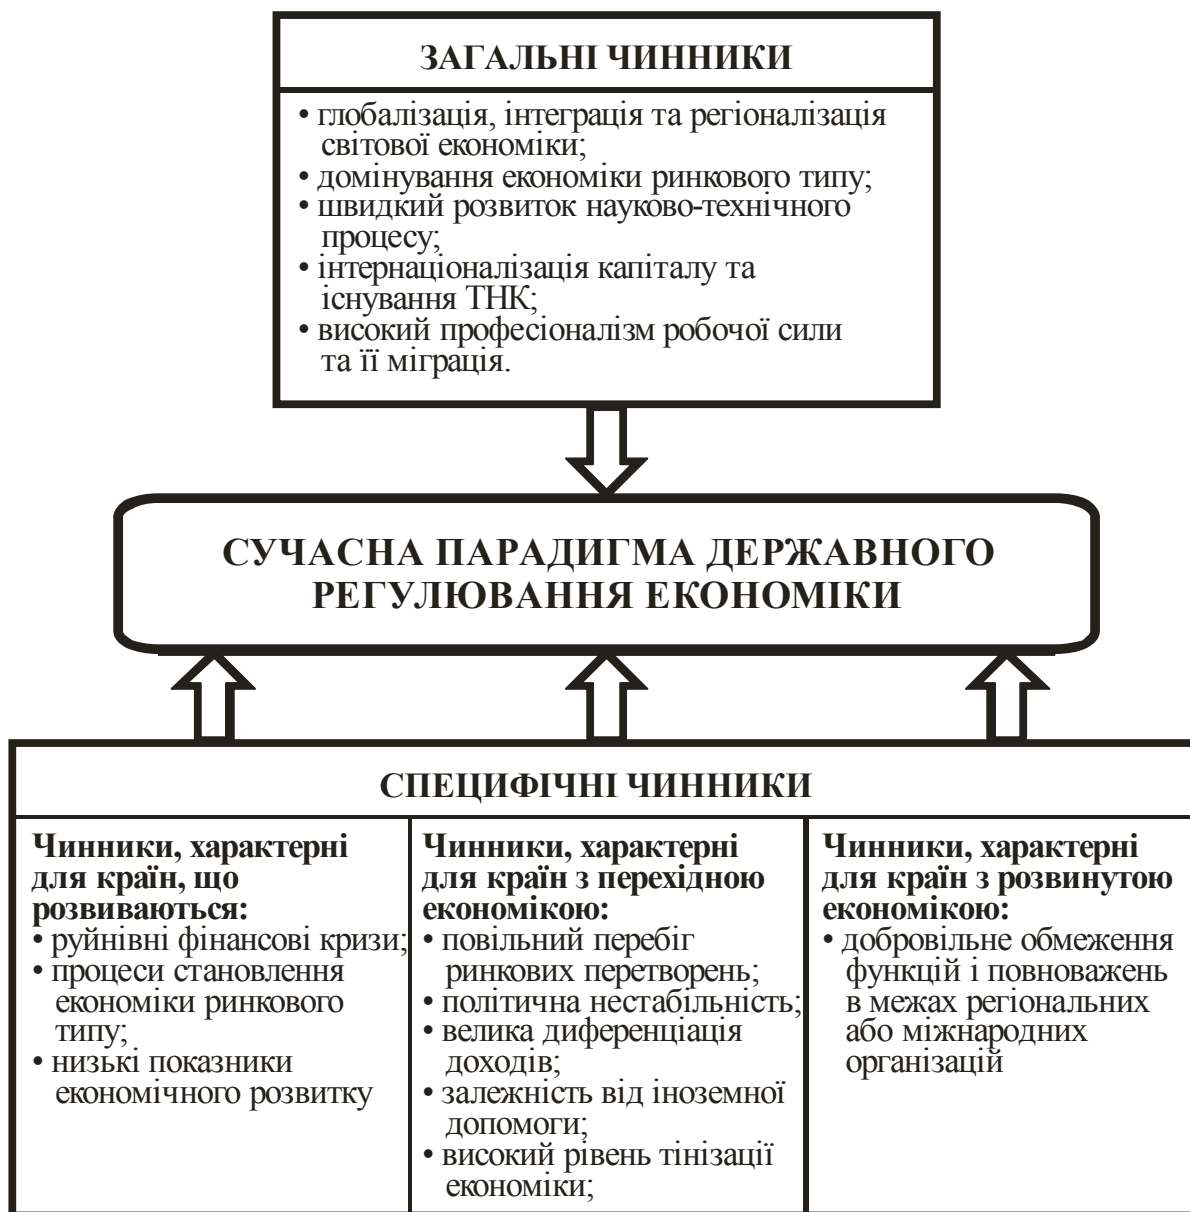 ЗАГАЛЬНІ ЧИННИКИ
• глобалізація, інтеграція та регіоналізація
світової економіки;
• домінування економіки ринкового типу;
• швидкий розвиток науково-технічного
процесу;
• інтернаціоналізація капіталу та
існування ТНК;
• високий професіоналізм робочої сили
та її міграція.
СУЧАСНА ПАРАДИГМА ДЕРЖАВНОГО
РЕГУЛЮВАННЯ ЕКОНОМІКИ
СПЕЦИФІЧНІ ЧИННИКИ
Чинники, характерні
для країн, що
розвиваються:
• руйнівні фінансові кризи;
• процеси становлення
економіки ринкового
типу;
• низькі показники
економічного розвитку
Чинники, характерні
для країн з перехідною
економікою:
• повільний перебіг
ринкових перетворень;
• політична нестабільність;
• велика диференціація
доходів;
• залежність від іноземної
допомоги;
• високий рівень тінізації
економіки;
Чинники, характерні
для країн з розвинутою
економікою:
• добровільне обмеження
функцій і повноважень
в межах регіональних
або міжнародних
організацій